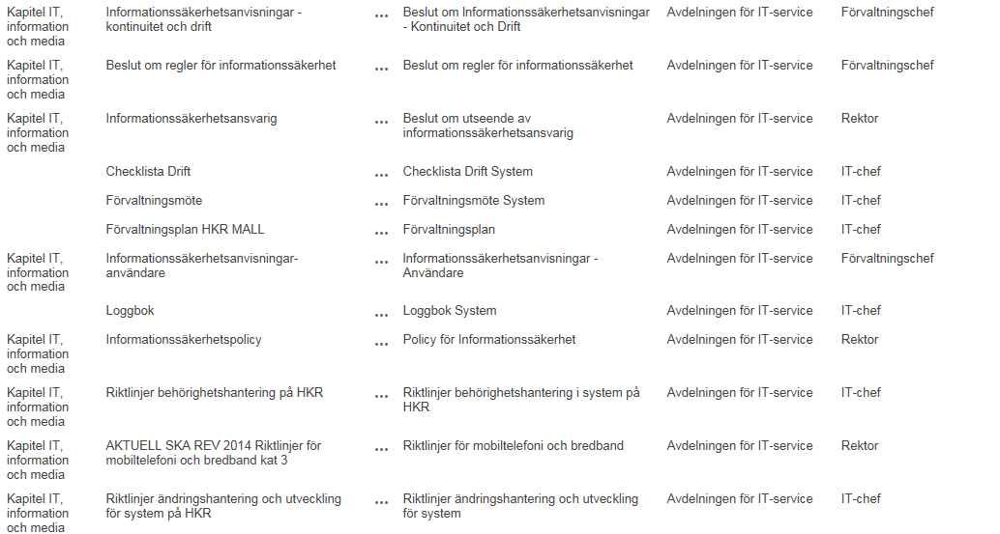 Kapitel IT, Informationssäkerhetsanvisningar - ... Beslut om Informationssäkerhetsanvisningar Avdelningen för IT-service Förvaltningschef
information kontinuitet och drift - Kontinuitet och Drift
och media
Kapitel IT, Beslut om regler för informationssäkerhet ... Beslut om regler för informationssäkerhet Avdelningen för IT-service Förvaltningschef
information
och media
Kapitel IT, Informationssäkerhetsansvarig ... Beslut om utseende av Avdelningen för IT-service Rektor
information informationssäkerhetsansvarig
och media
Checklista Drift ... Checklista Drift System Avdelningen för IT-service IT-chef
Förvaltningsmöte ... Förvaltningsmöte System Avdelningen för IT-service IT-chef
Förvaltningsplan HKR MALL ... Förvaltningsplan Avdelningen för IT-service IT-chef
Kapitel IT, Informationssäkerhetsanvisningar- ... Informationssäkerhetsanvisningar - Avdelningen för IT-service Förvaltningschef
information användare Användare
och media
Loggbok ... Loggbok System Avdelningen för IT-service IT-chef
Kapitel IT, Informationssäkerhetspolicy ... Policy för Informationssäkerhet Avdelningen för IT-service Rektor
information
och media
Kapitel IT, Riktlinjer behörighetshantering på HKR ... Riktlinjer behörighetshantering i system på Avdelningen för IT-service IT-chef
information HKR
och media
Kapitel IT, AKTUELL SKA REV 2014 Riktlinjer för ... Riktlinjer för mobiltelefoni och bredband Avdelningen för IT-service Rektor
information mobiltelefoni och bredband kat 3
och media
Kapitel IT, Riktlinjer ändringshantering och utveckling ... Riktlinjer ändringshantering och utveckling Avdelningen för IT-service IT-chef
information för system på HKR för system
och media